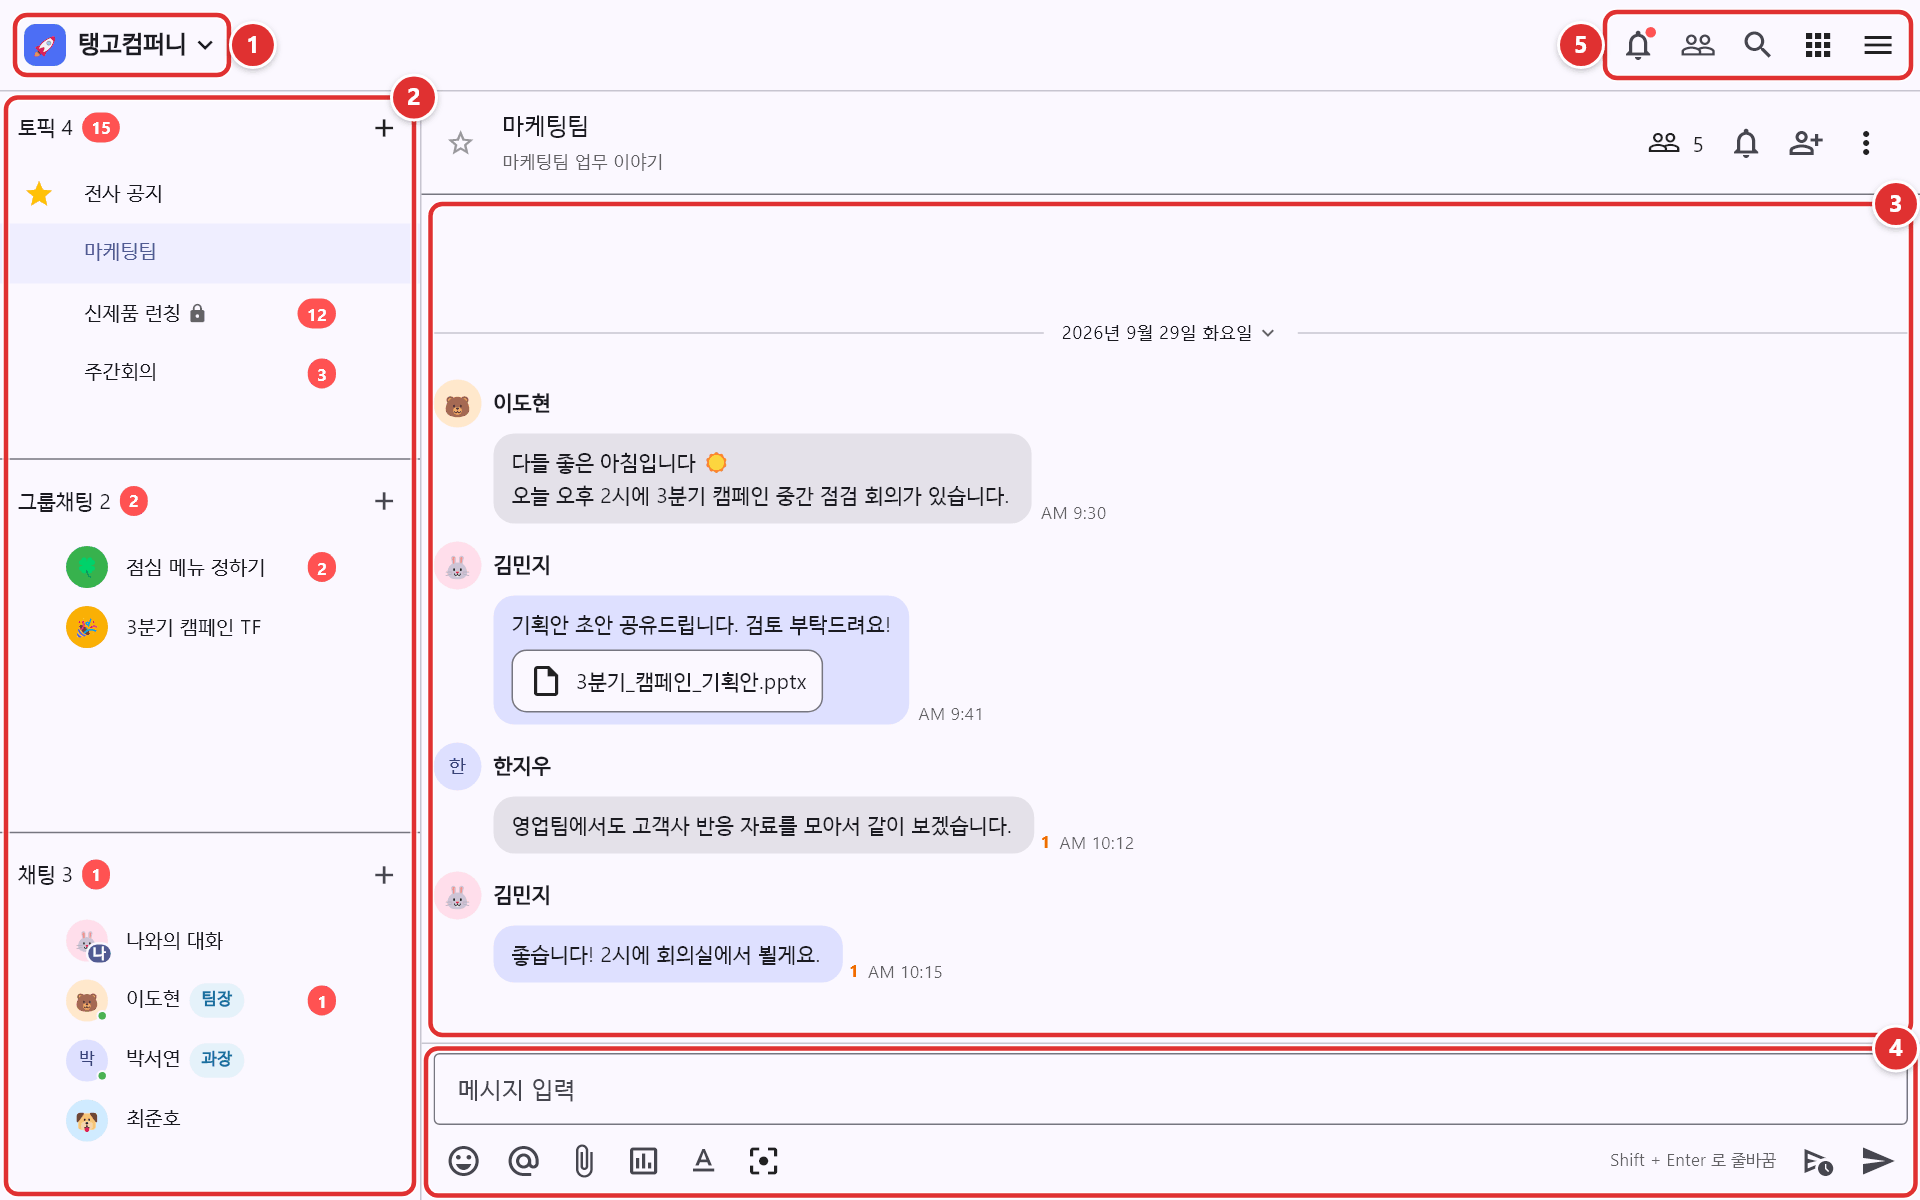 탱고컴퍼니
1
5
2
토픽 4 15
전사 공지
마케팅팀
신제품 런칭 12
주간회의 3
그룹채팅 2 2
점심 메뉴 정하기 2
3분기 캠페인 TF
채팅 3 1
나와의 대화
나
이도현 팀장 1
박 박서연 과장
최준호
마케팅팀
마케팅팀 업무 이야기
5
3
2026년 9월 29일 화요일
이도현
다들 좋은 아침입니다
오늘 오후 2시에 3분기 캠페인 중간 점검 회의가 있습니다.
AM 9:30
김민지
기획안 초안 공유드립니다. 검토 부탁드려요!
3분기_캠페인_기획안.pptx
AM 9:41
한 한지우
영업팀에서도 고객사 반응 자료를 모아서 같이 보겠습니다.
1 AM 10:12
김민지
좋습니다! 2시에 회의실에서 뵐게요.
1 AM 10:15
4
메시지 입력
Shift + Enter 로 줄바꿈